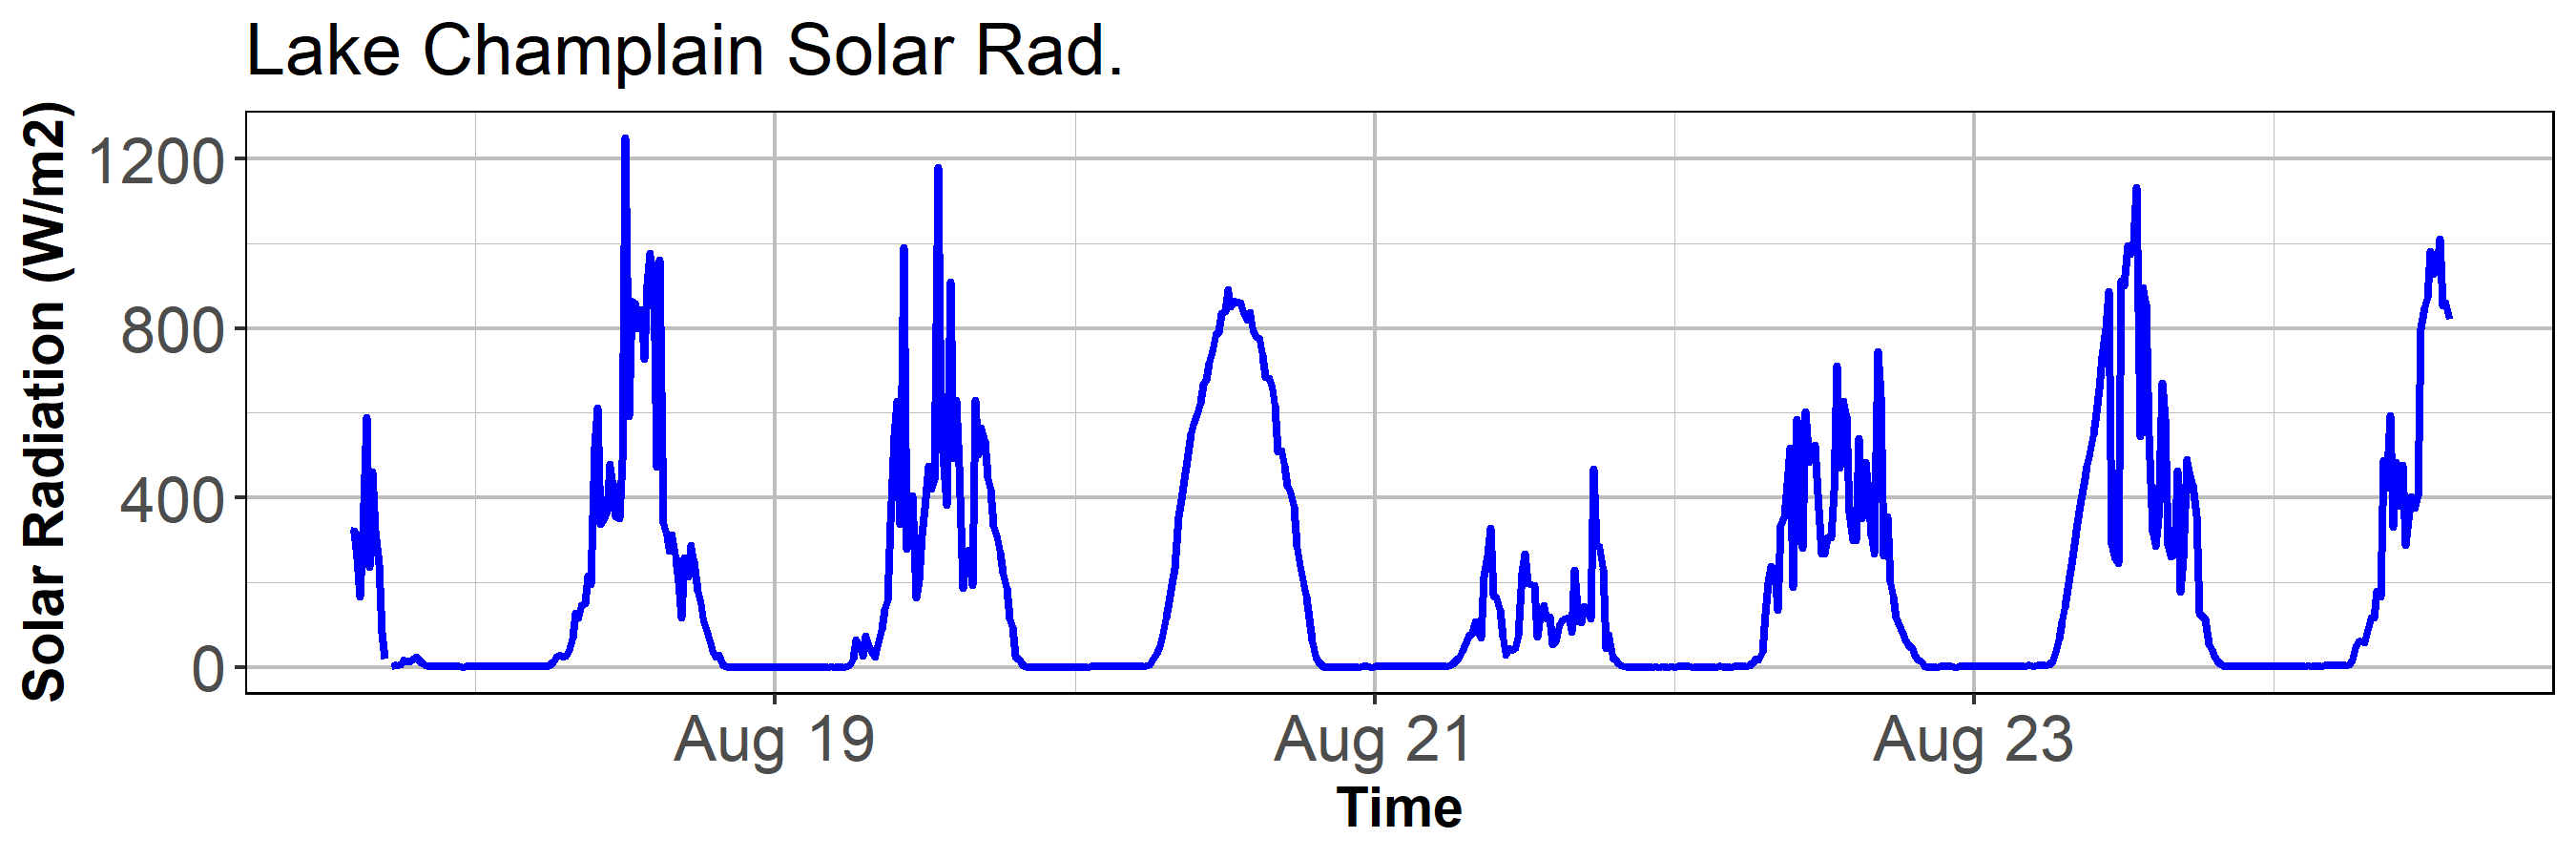 Lake Champlain Solar Rad.
Solar Radiation (W/m2)
1200
800
400
0
Aug 19 Aug 21 Aug 23
Time